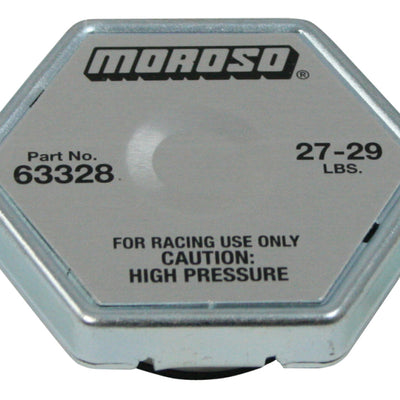 MOROSO®
Part No.
63328
27-29
LBS.
FOR RACING USE ONLY
CAUTION:
HIGH PRESSURE